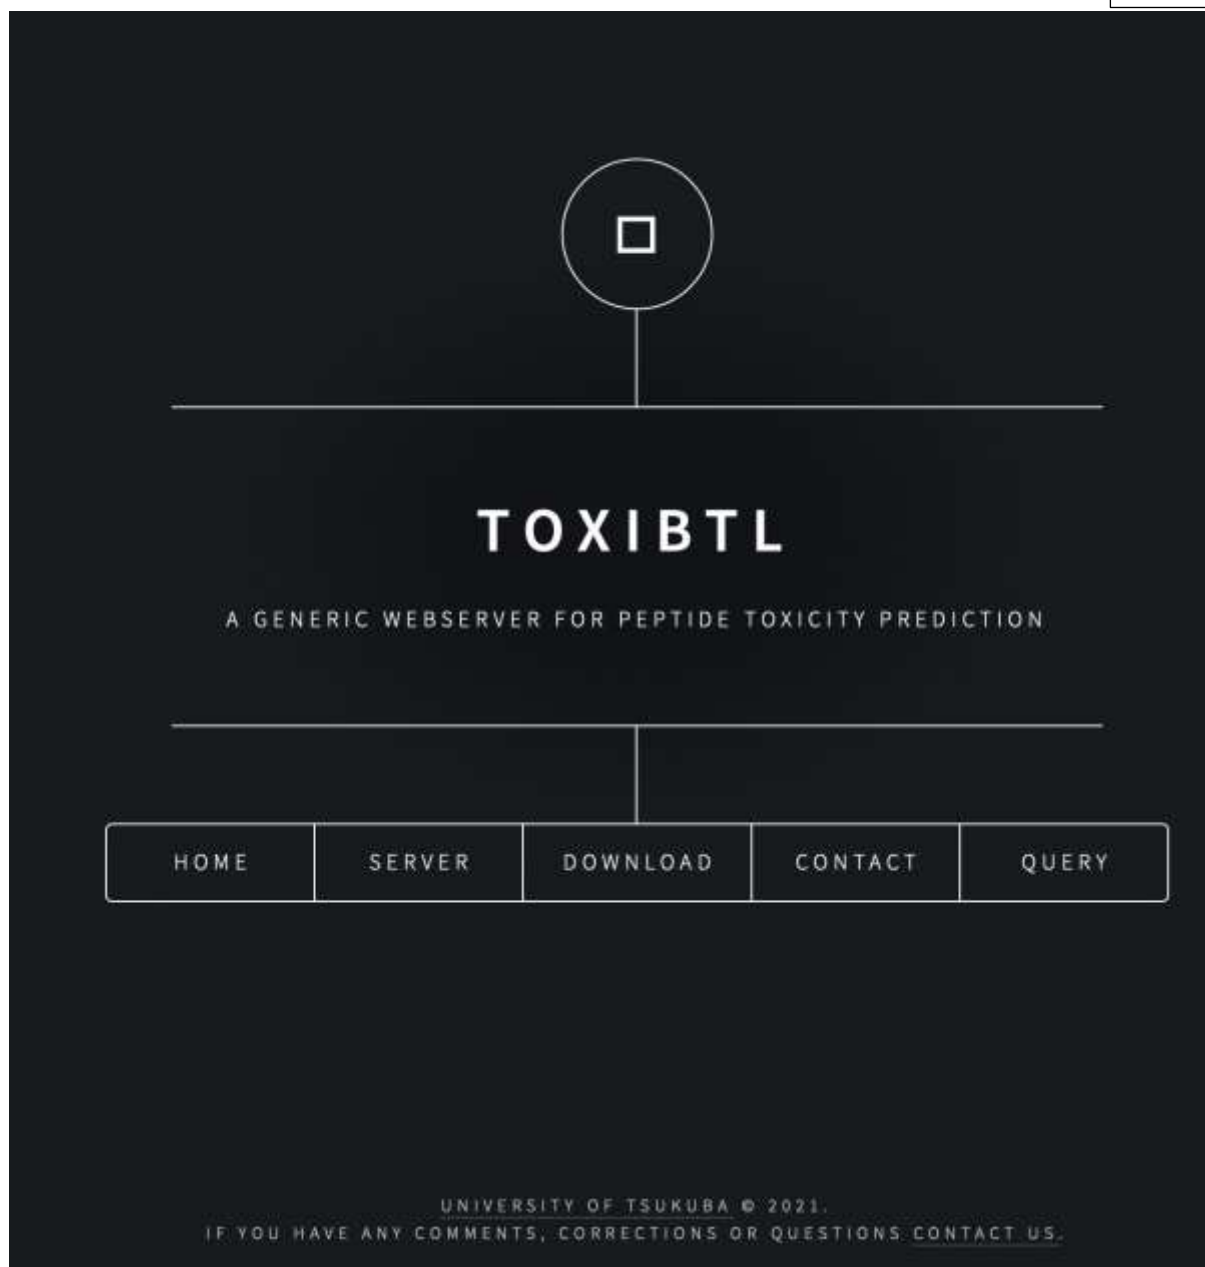 TOXIBTL
A GENERIC WEBSERVER FOR PEPTIDE TOXICITY PREDICTION
HOME
SERVER
DOWNLOAD
CONTACT
QUERY
UNIVERSITY OF TSUKUBA © 2021.
IF YOU HAVE ANY COMMENTS, CORRECTIONS OR QUESTIONS CONTACT US.